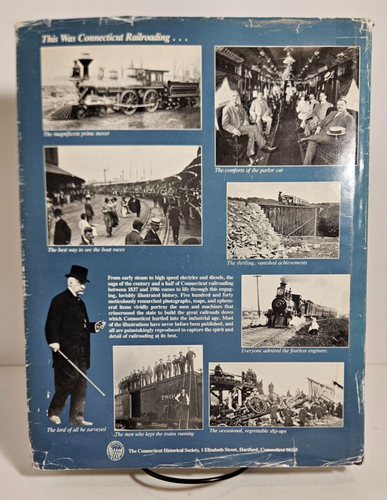 This Was Connecticut Railroading . . .
The magnificent prime mover
The comforts of the parlor car
The best way to see the boat races
The thrilling, vanished achievements
From early steam to high speed electrics and diesels, the
saga of the century and a half of Connecticut railroading
between 1837 and 1986 comes to life through this engag-
ing, lavishly illustrated history. Five hundred and forty
meticulously researched photographs, maps, and ephem-
eral items vividly portray the men and machines that
crisscrossed the state to build the great railroads down
which Connecticut hurtled into the industrial age. Most
of the illustrations have never before been published, and
all are painstakingly reproduced to capture the spirit and
detail of railroading at its best.
Everyone admired the fearless engineer.
The lord of all he surveyed
The men who kept the trains running
The occasional, regrettable slip-ups
The Connecticut Historical Society, 1 Elizabeth Street, Hartford, Connecticut 06105